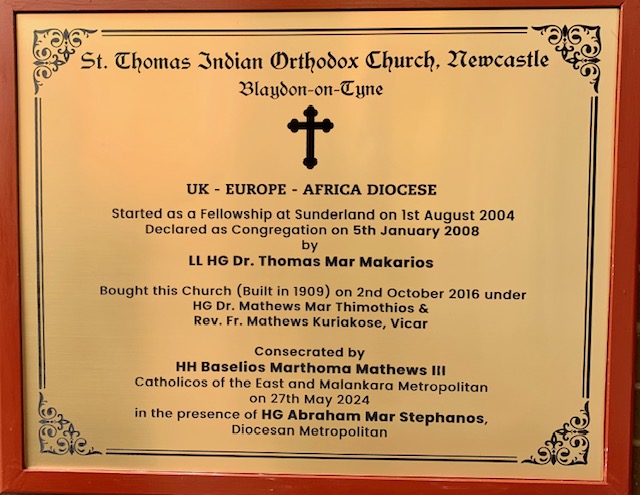 St. Thomas Indian Orthodox Church, Newcastle
Blaydon-on-Tyne
UK - EUROPE - AFRICA DIOCESE
Started as a Fellowship at Sunderland on 1st August 2004
Declared as Congregation on 5th January 2008
by
LL HG Dr. Thomas Mar Makarios
Bought this Church (Built in 1909) on 2nd October 2016 under
HG Dr. Mathews Mar Thimothios &
Rev. Fr. Mathews Kuriakose, Vicar
Consecrated by
HH Baselios Marthoma Mathews III
Catholicos of the East and Malankara Metropolitan
on 27th May 2024
in the presence of HG Abraham Mar Stephanos,
Diocesan Metropolitan